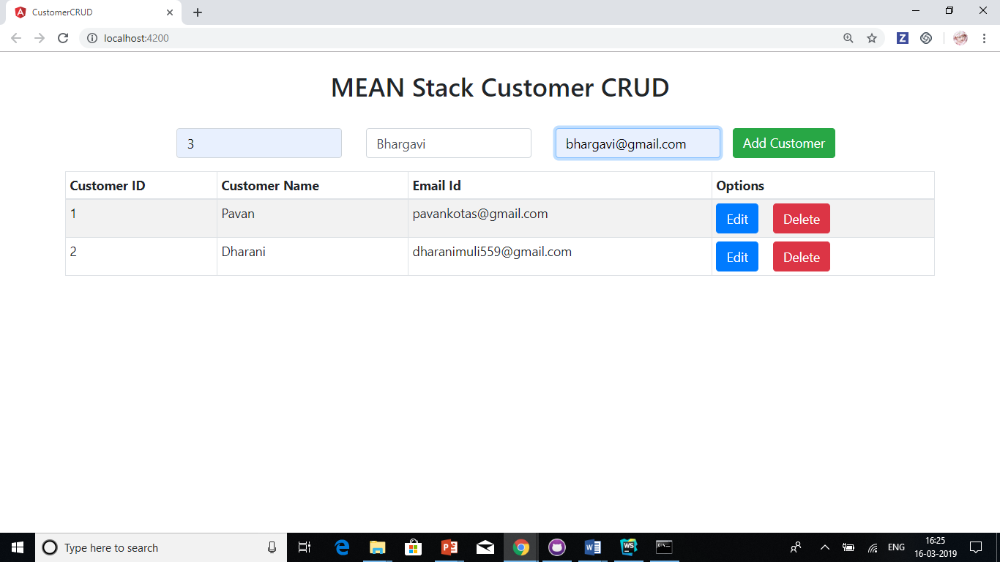 CustomerCRUD
localhost:4200
Z
MEAN Stack Customer CRUD
3 Bhargavi bhargavi@gmail.com Add Customer
Customer ID Customer Name Email Id Options
1 Pavan pavankotas@gmail.com Edit Delete
2 Dharani dharanimuli559@gmail.com Edit Delete
Type here to search
ENG
16:25
16-03-2019